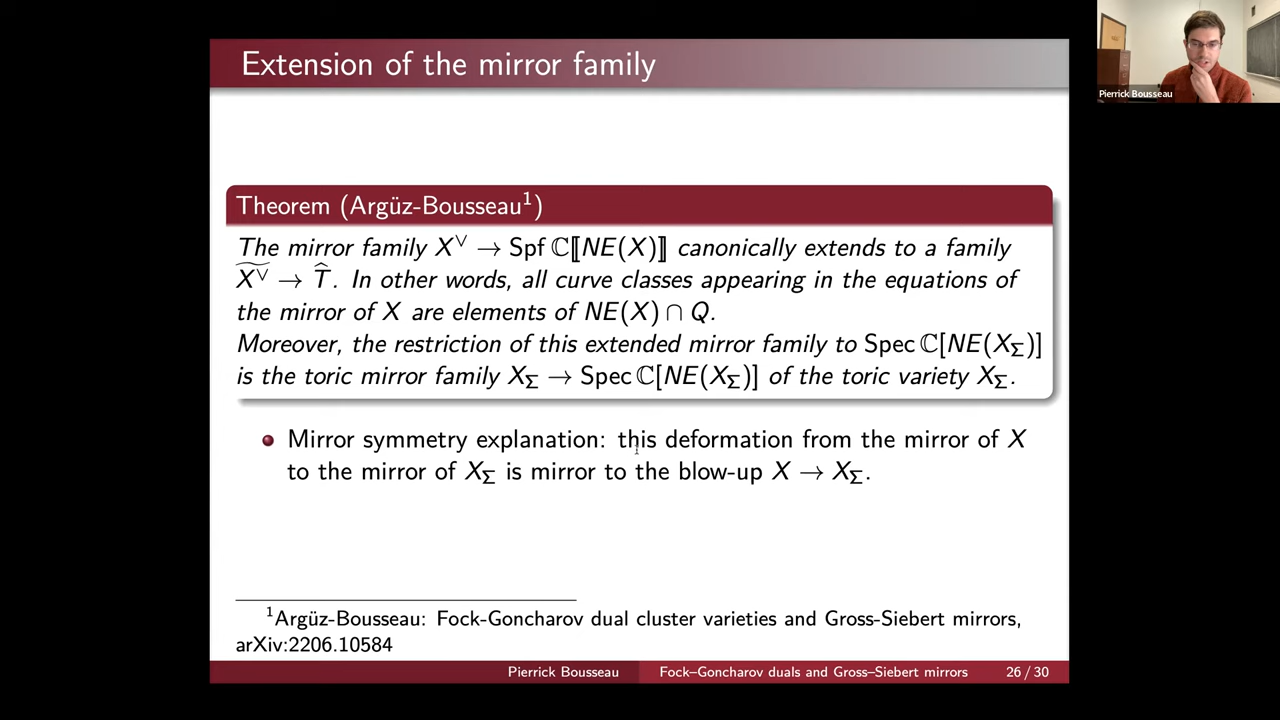 Extension of the mirror family
Pierrick Bousseau
Theorem (Argüz-Bousseau¹)
The mirror family X^∨ → Spf ℂ⟦NE(X)⟧ canonically extends to a family
\widetilde{X^∨} → \widehat{T}. In other words, all curve classes appearing in the equations of
the mirror of X are elements of NE(X) ∩ Q.
Moreover, the restriction of this extended mirror family to Spec ℂ[NE(X_Σ)]
is the toric mirror family X_Σ → Spec ℂ[NE(X_Σ)] of the toric variety X_Σ.
Mirror symmetry explanation: this deformation from the mirror of X
to the mirror of X_Σ is mirror to the blow-up X → X_Σ.
¹Argüz-Bousseau: Fock-Goncharov dual cluster varieties and Gross-Siebert mirrors,
arXiv:2206.10584
Pierrick Bousseau Fock–Goncharov duals and Gross–Siebert mirrors 26 / 30